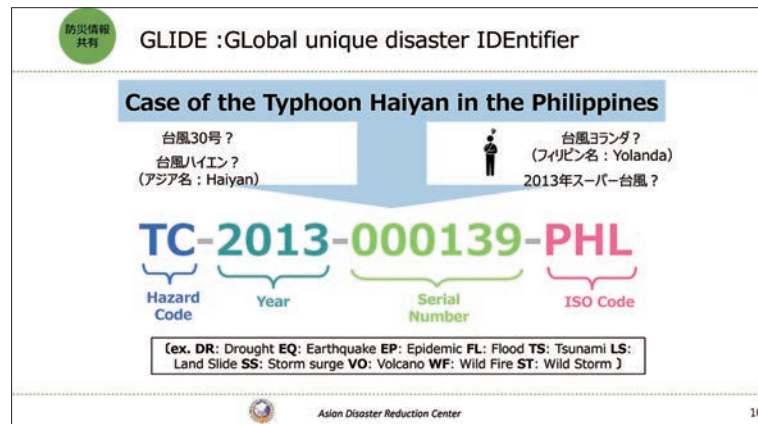 防災情報
共有
GLIDE :GLobal unique disaster IDEntifier
Case of the Typhoon Haiyan in the Philippines
台風30号?
台風ハイエン?
(アジア名:Haiyan)
台風ヨランダ?
(フィリピン名:Yolanda)
2013年スーパー台風?
TC-2013-000139-PHL
Hazard
Code
Year
Serial
Number
ISO Code
(ex. DR: Drought EQ: Earthquake EP: Epidemic FL: Flood TS: Tsunami LS:
Land Slide SS: Storm surge VO: Volcano WF: Wild Fire ST: Wild Storm )
Asian Disaster Reduction Center